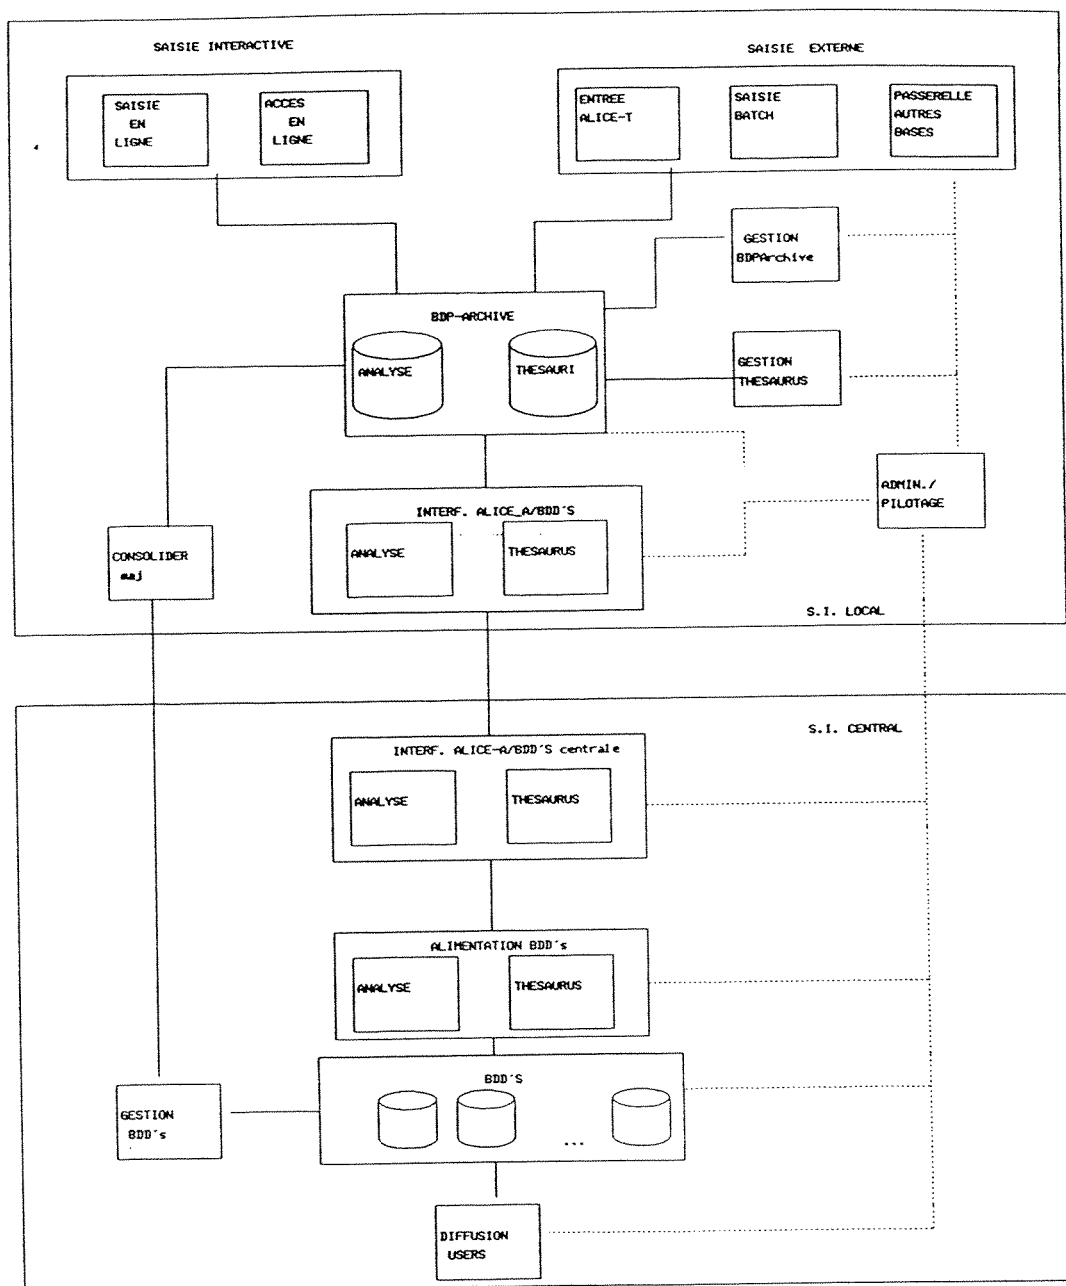 SAISIE INTERACTIVE
SAISIE EXTERNE
SAISIE
EN
LIGNE
ACCES
EN
LIGNE
ENTREE
ALICE-T
SAISIE
BATCH
PASSERELLE
AUTRES
BASES
GESTION
BDPArchive
BDP-ARCHIVE
ANALYSE
THESAURI
GESTION
THESAURUS
ADMIN./
PILOTAGE
INTERF. ALICE_A/BDD'S
ANALYSE
THESAURUS
CONSOLIDER
maj
S.I. LOCAL
S.I. CENTRAL
INTERF. ALICE-A/BDD'S centrale
ANALYSE
THESAURUS
ALIMENTATION BDD's
ANALYSE
THESAURUS
BDD'S
...
GESTION
BDD's
DIFFUSION
USERS